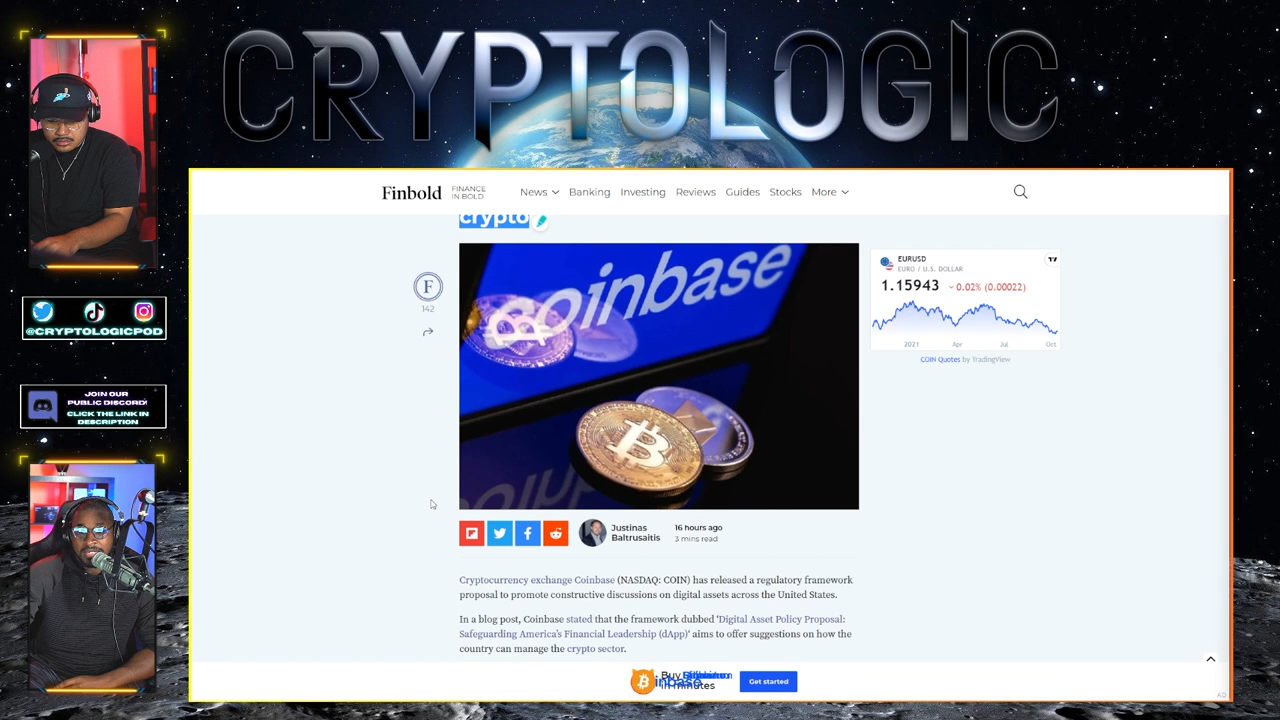 CRYPTOLOGIC
@CRYPTOLOGICPOD
JOIN OUR
PUBLIC DISCORD!
CLICK THE LINK IN
DESCRIPTION
Finbold
FINANCE
IN BOLD
News
Banking
Investing
Reviews
Guides
Stocks
More
crypto
F
142
coinbase
EURUSD
EURO / U.S. DOLLAR
1.15943
0.02% (0.00022)
2021 Apr Jul Oct
COIN Quotes by TradingView
Justinas
Baltrusaitis
16 hours ago
3 mins read
Cryptocurrency exchange Coinbase (NASDAQ: COIN) has released a regulatory framework
proposal to promote constructive discussions on digital assets across the United States.
In a blog post, Coinbase stated that the framework dubbed 'Digital Asset Policy Proposal:
Safeguarding America's Financial Leadership (dApp)' aims to offer suggestions on how the
country can manage the crypto sector.
Buy
in minutes
Get started
AD